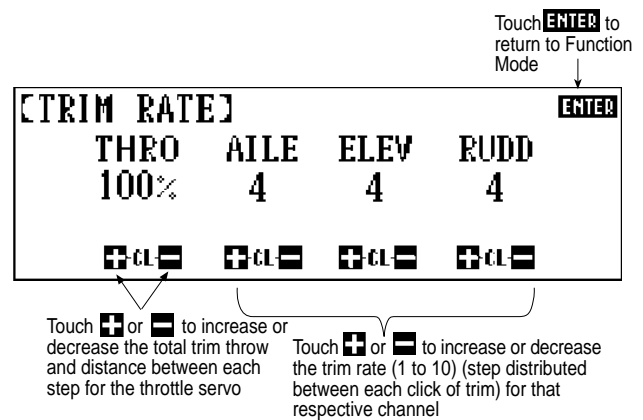 Touch ENTER to
return to Function
Mode
[TRIM RATE] ENTER
THRO AILE ELEV RUDD
100% 4 4 4
+CL- +CL- +CL- +CL-
Touch + or - to increase or
decrease the total trim throw
and distance between each
step for the throttle servo
Touch + or - to increase or decrease
the trim rate (1 to 10) (step distributed
between each click of trim) for that
respective channel